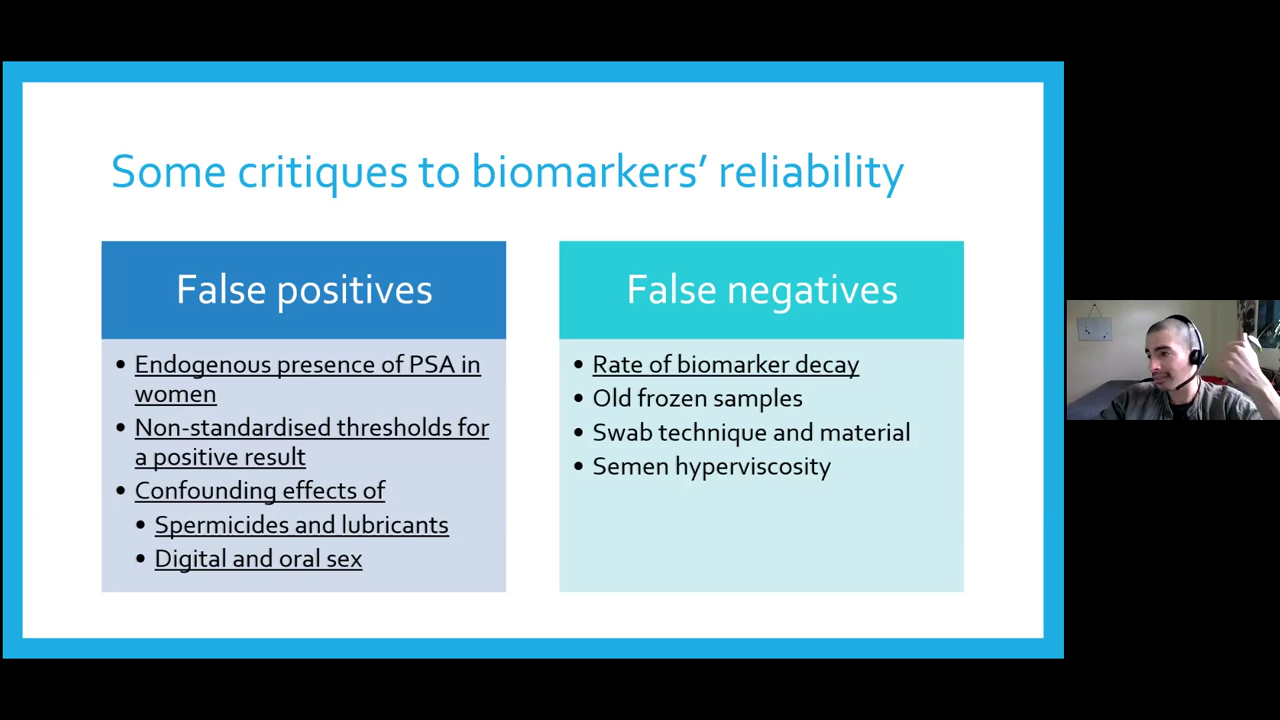 Some critiques to biomarkers’ reliability
False positives
• Endogenous presence of PSA in
women
• Non-standardised thresholds for
a positive result
• Confounding effects of
• Spermicides and lubricants
• Digital and oral sex
False negatives
• Rate of biomarker decay
• Old frozen samples
• Swab technique and material
• Semen hyperviscosity